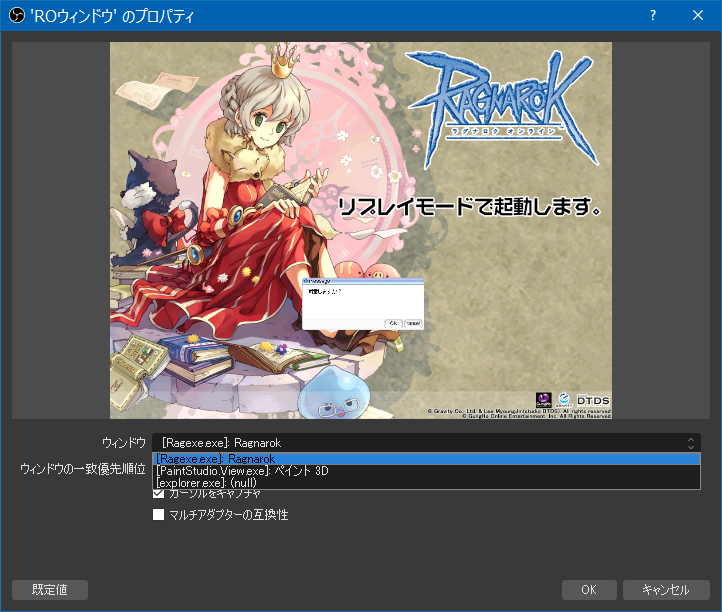 'ROウィンドウ' のプロパティ
?
RAGNARÖK
ラグナロク オンライン
リプレイモードで起動します。
Message
終了しますか?
OK
cancel
GRAVITY
DTDS
© Gravity Co., Ltd. & Lee MyoungJin(studio DTDS). All rights reserved.
© GungHo Online Entertainment, Inc. All Rights Reserved.
ウィンドウ
[Ragexe.exe]: Ragnarok
[Ragexe.exe]: Ragnarok
ウィンドウの一致優先順位
[PaintStudio.View.exe]: ペイント 3D
[explorer.exe]: (null)
カーソルをキャプチャ
マルチアダプターの互換性
既定値
OK
キャンセル